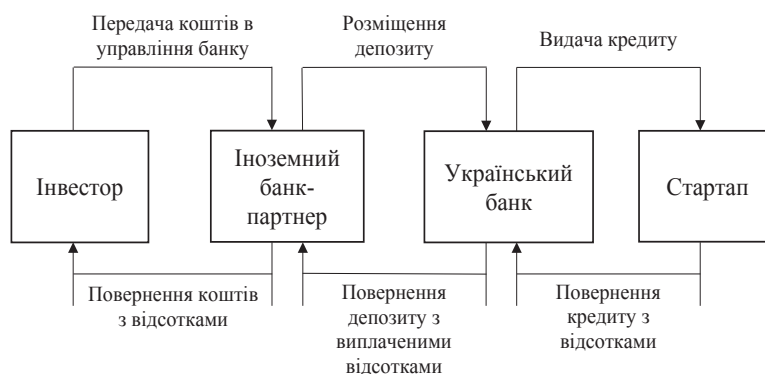 Передача коштів в
управління банку
Розміщення
депозиту
Видача кредиту
Інвестор
Іноземний
банк-
партнер
Український
банк
Стартап
Повернення коштів
з відсотками
Повернення
депозиту з
виплаченими
відсотками
Повернення
кредиту з
відсотками